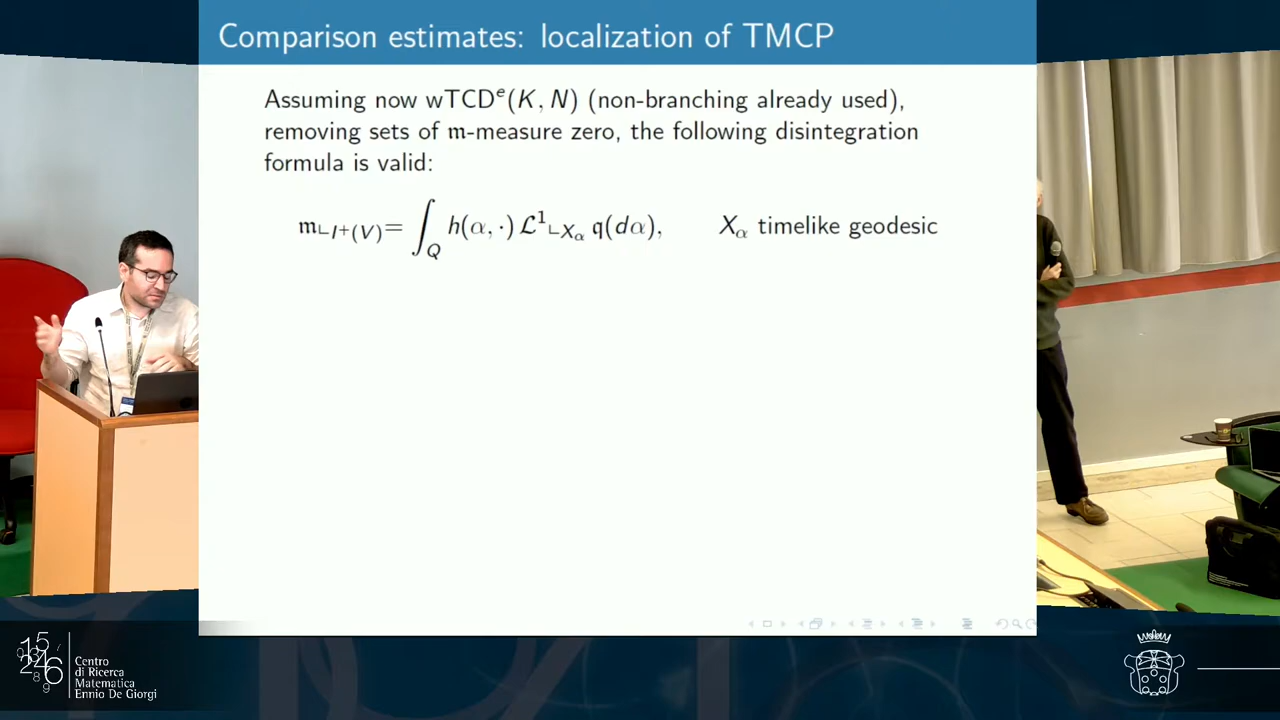 Comparison estimates: localization of TMCP
Assuming now wTCDᵉ(K, N) (non-branching already used),
removing sets of 𝔪-measure zero, the following disintegration
formula is valid:
𝔪⌞I⁺(V) = ∫_Q h(α, ·) ℒ¹⌞X_α 𝔮(dα), X_α timelike geodesic
Centro
di Ricerca
Matematica
Ennio De Giorgi